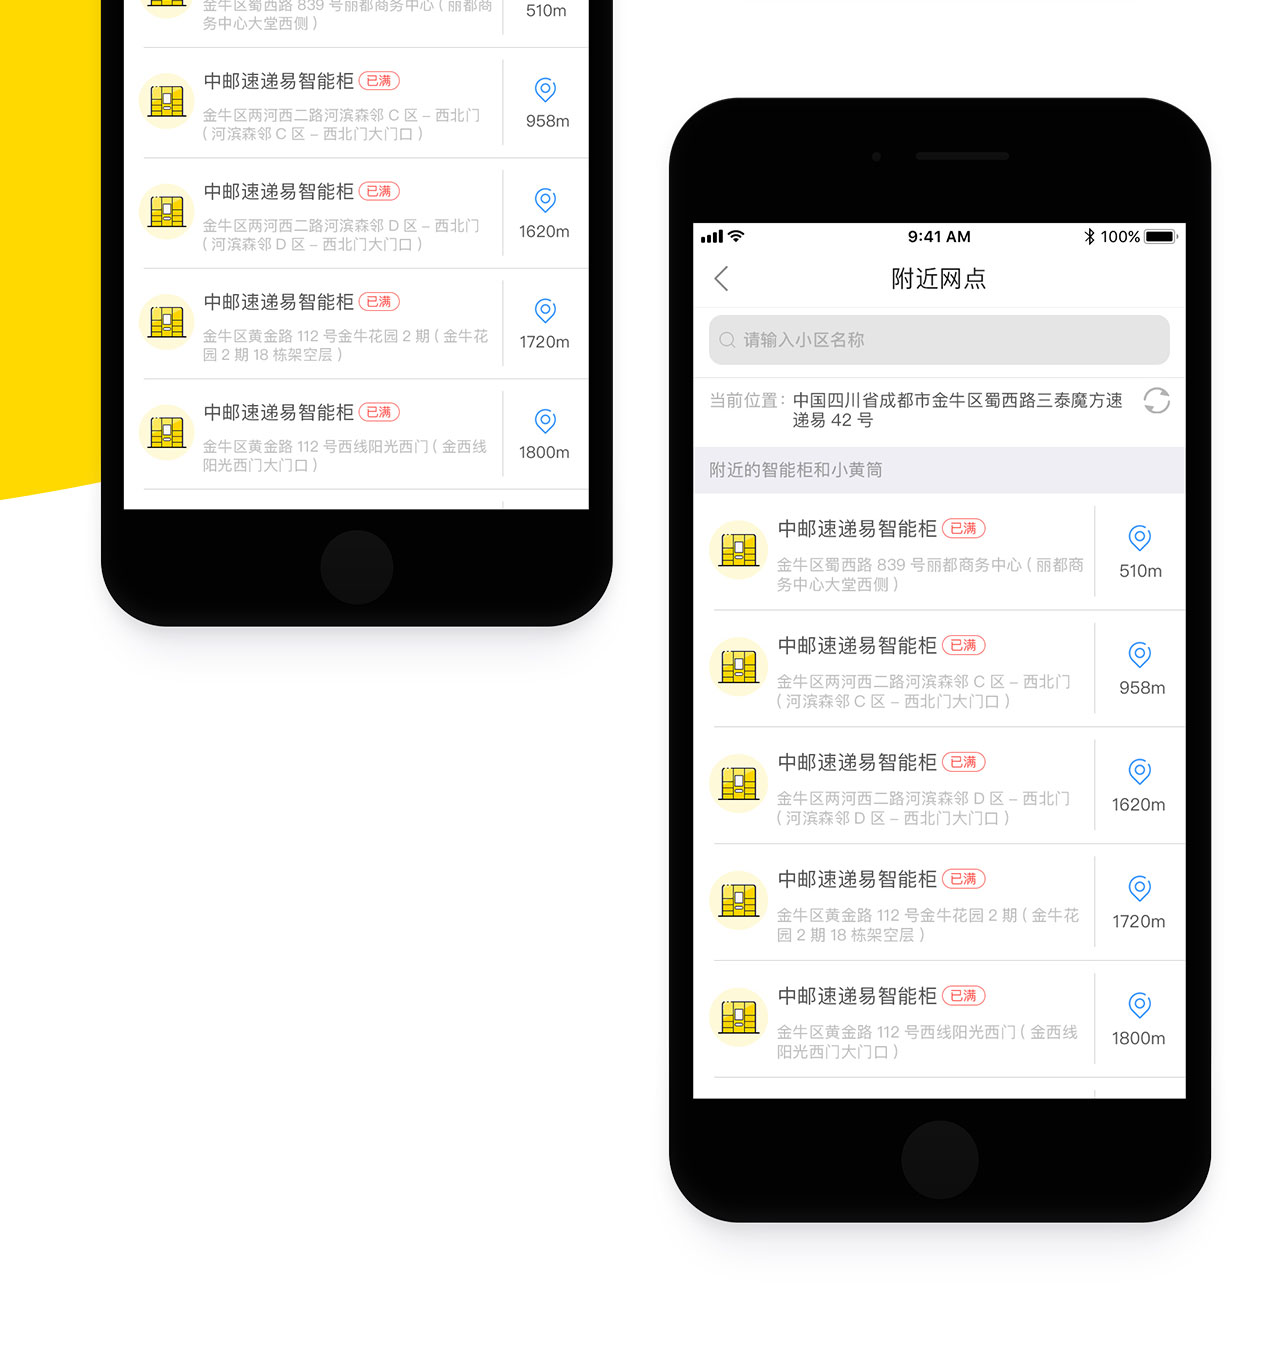 金牛区蜀西路 839 号丽都商务中心 ( 丽都商
务中心大堂西侧 )
510m
中邮速递易智能柜 已满
金牛区两河西二路河滨森邻 C 区 – 西北门
( 河滨森邻 C 区 – 西北门大门口 )
958m
中邮速递易智能柜 已满
金牛区两河西二路河滨森邻 D 区 – 西北门
( 河滨森邻 D 区 – 西北门大门口 )
1620m
中邮速递易智能柜 已满
金牛区黄金路 112 号金牛花园 2 期 ( 金牛花
园 2 期 18 栋架空层 )
1720m
中邮速递易智能柜 已满
金牛区黄金路 112 号西线阳光西门 ( 金西线
阳光西门大门口 )
1800m
9:41 AM
100%
附近网点
请输入小区名称
当前位置：中国四川省成都市金牛区蜀西路三泰魔方速
递易 42 号
附近的智能柜和小黄筒
中邮速递易智能柜 已满
金牛区蜀西路 839 号丽都商务中心 ( 丽都商
务中心大堂西侧 )
510m
中邮速递易智能柜 已满
金牛区两河西二路河滨森邻 C 区 – 西北门
( 河滨森邻 C 区 – 西北门大门口 )
958m
中邮速递易智能柜 已满
金牛区两河西二路河滨森邻 D 区 – 西北门
( 河滨森邻 D 区 – 西北门大门口 )
1620m
中邮速递易智能柜 已满
金牛区黄金路 112 号金牛花园 2 期 ( 金牛花
园 2 期 18 栋架空层 )
1720m
中邮速递易智能柜 已满
金牛区黄金路 112 号西线阳光西门 ( 金西线
阳光西门大门口 )
1800m